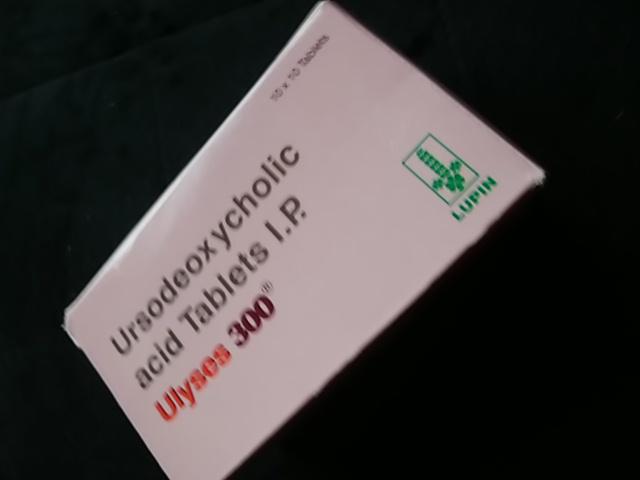 10 x 10 Tablets
Ursodeoxycholic
acid Tablets I.P.
Ulyses 300®
LUPIN